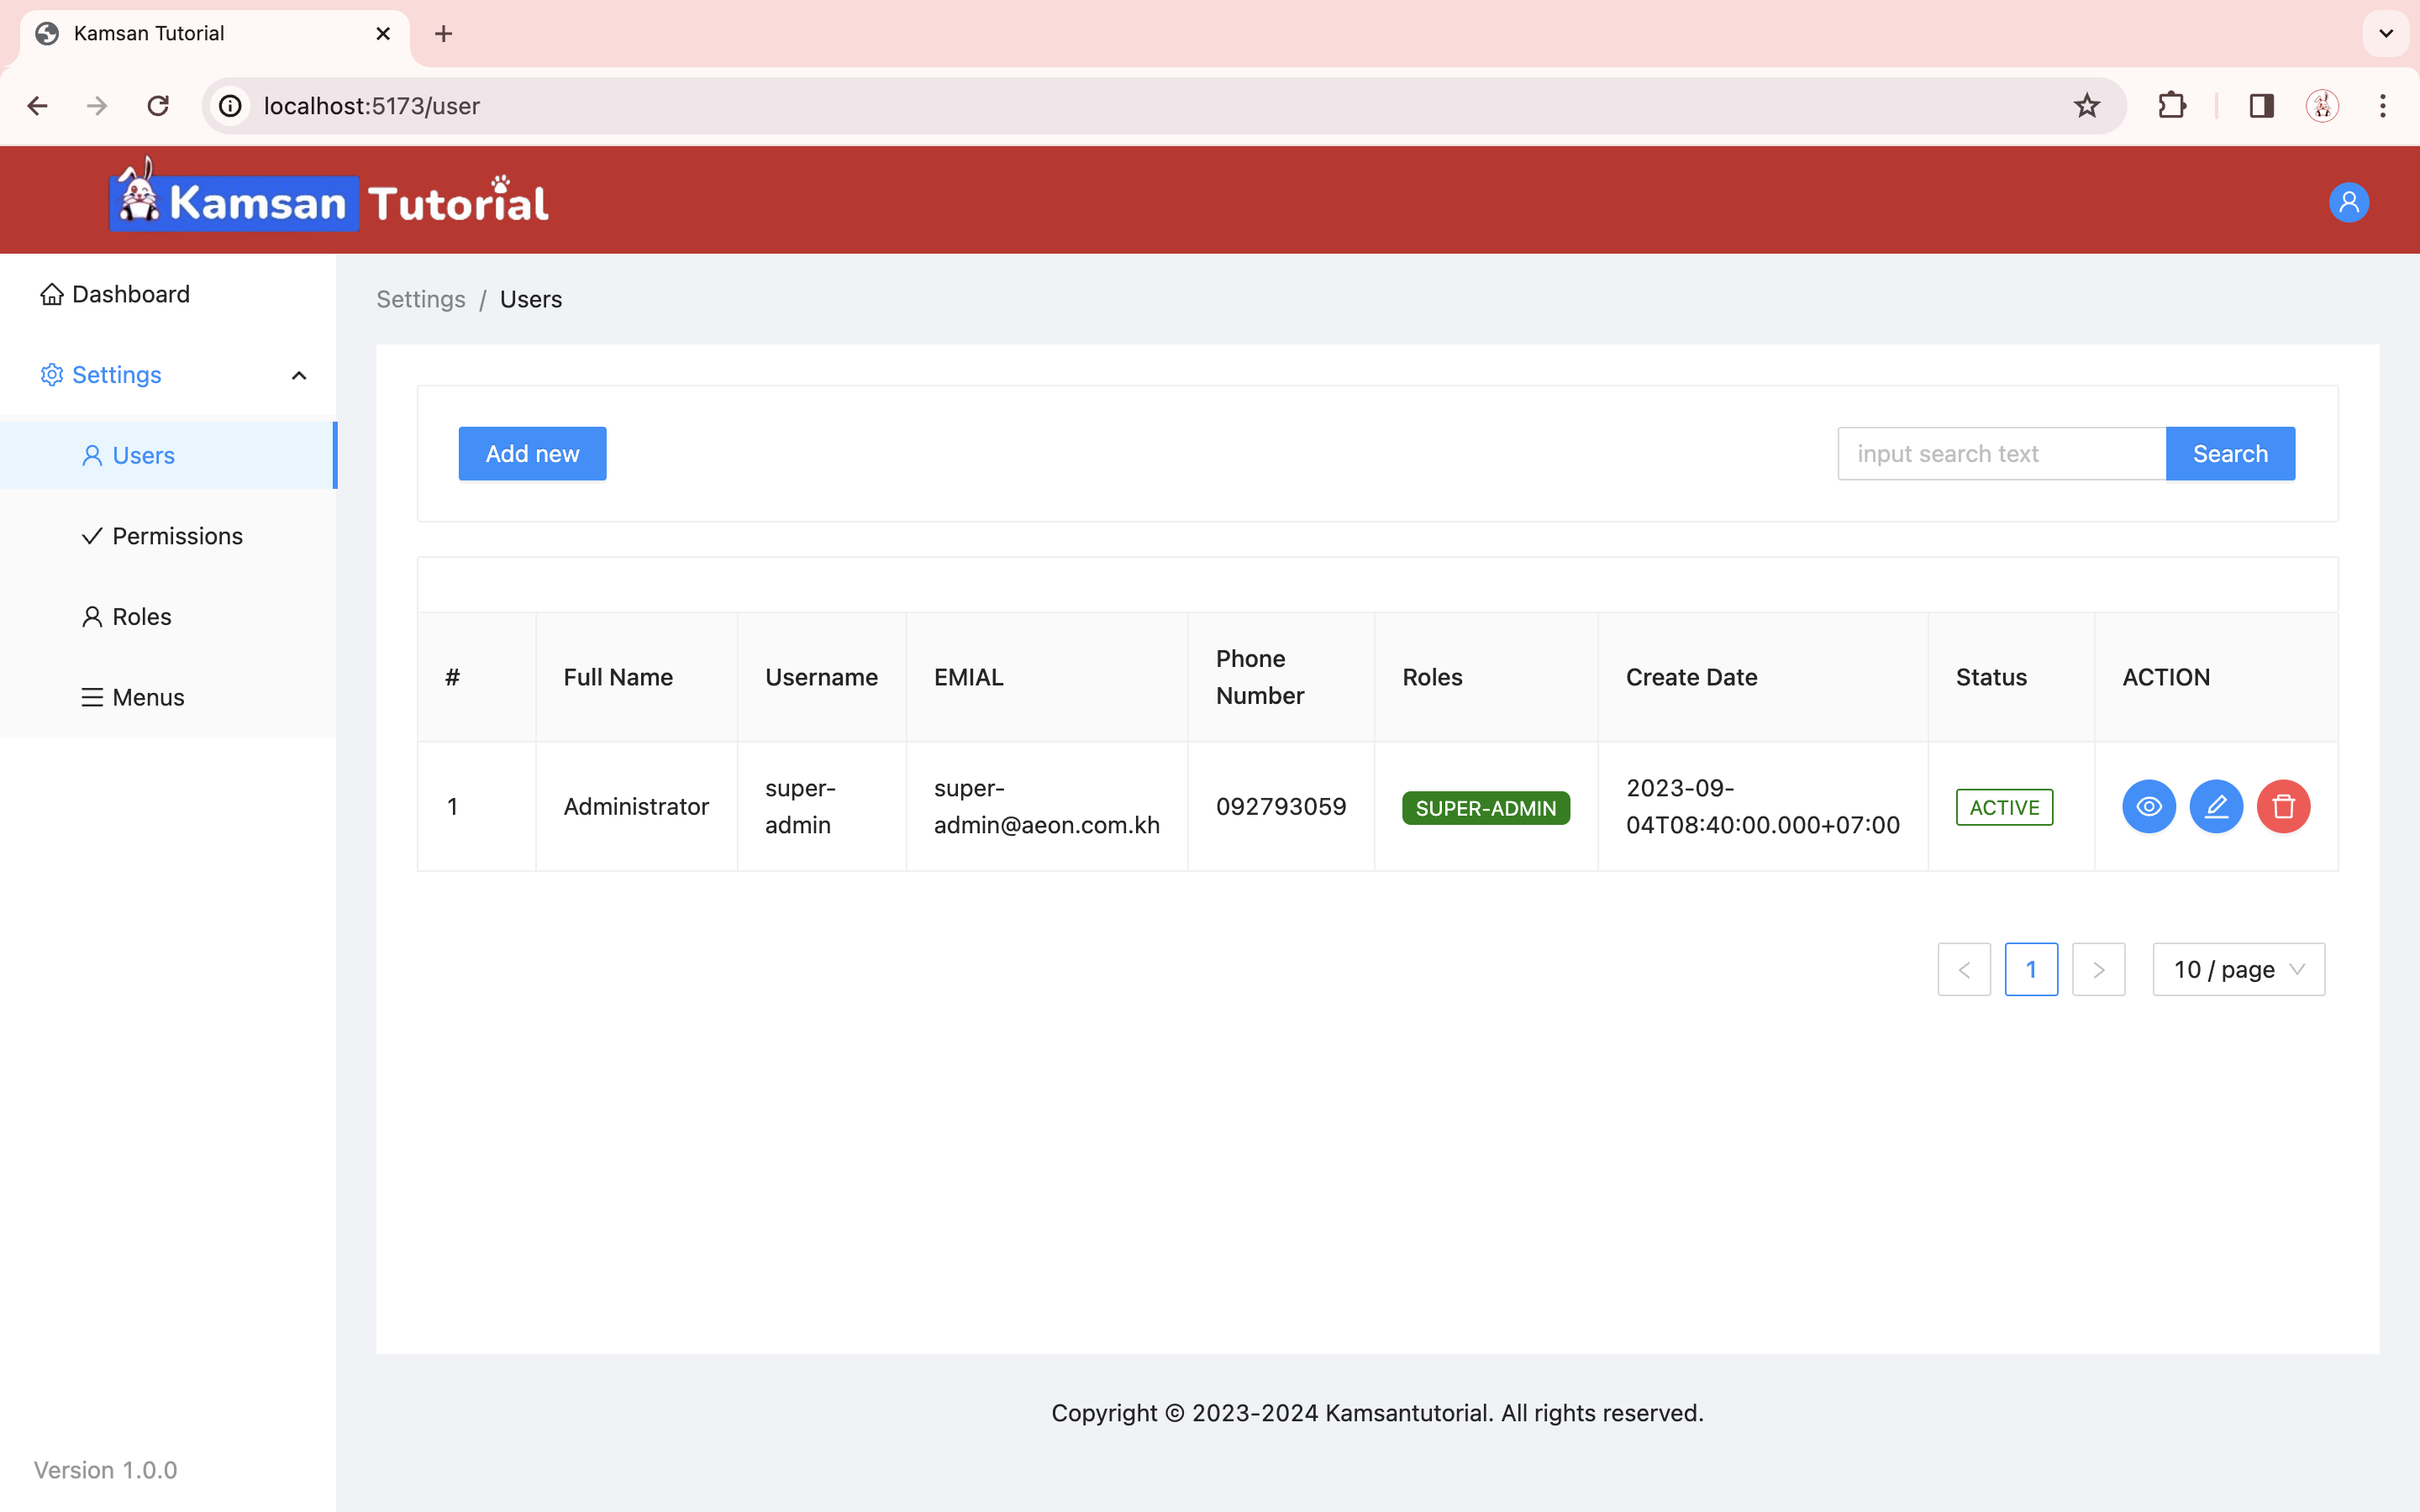 Kamsan Tutorial
localhost:5173/user
Kamsan Tutorial
Dashboard
Settings
Users
Permissions
Roles
Menus
Version 1.0.0
Settings / Users
Add new
input search text
Search
# Full Name Username EMIAL Phone Number Roles Create Date Status ACTION
1 Administrator super-admin super-admin@aeon.com.kh 092793059 SUPER-ADMIN 2023-09-04T08:40:00.000+07:00 ACTIVE
< 1 > 10 / page
Copyright © 2023-2024 Kamsantutorial. All rights reserved.